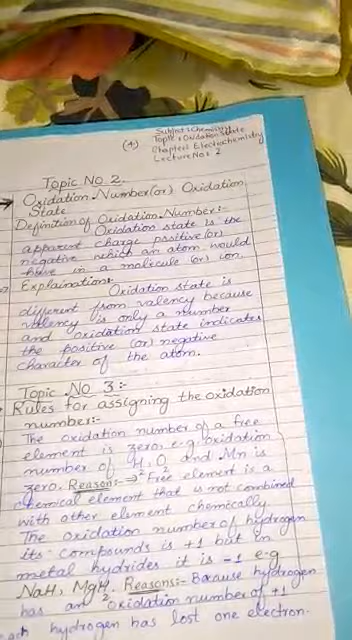 (4)
Subject: Chemistry
Topic: Oxidation State
Chapter: Electrochemistry
Lecture No: 2
Topic No 2
Oxidation Number (or) Oxidation
State
Definition of Oxidation Number:-
Oxidation state is the
apparent charge positive (or)
negative which an atom would
have in a molecule (or) ion.
Explaination:- Oxidation state is
different from valency because
valency is only a number
and oxidation state indicates
the positive (or) negative
character of the atom.
Topic No 3:-
Rules for assigning the oxidation
number:-
The oxidation number of a free
element is zero. e.g. oxidation
number of H₂, O₂ and Mn is
zero. Reasons:-→ Free element is a
chemical element that is not combined
with other element chemically.
The oxidation number of hydrogen
its compounds is +1 but in
metal hydrides it is -1 e-g
NaH, MgH₂. Reasons:- Because hydrogen
has an oxidation number of +1
hydrogen has lost one electron.